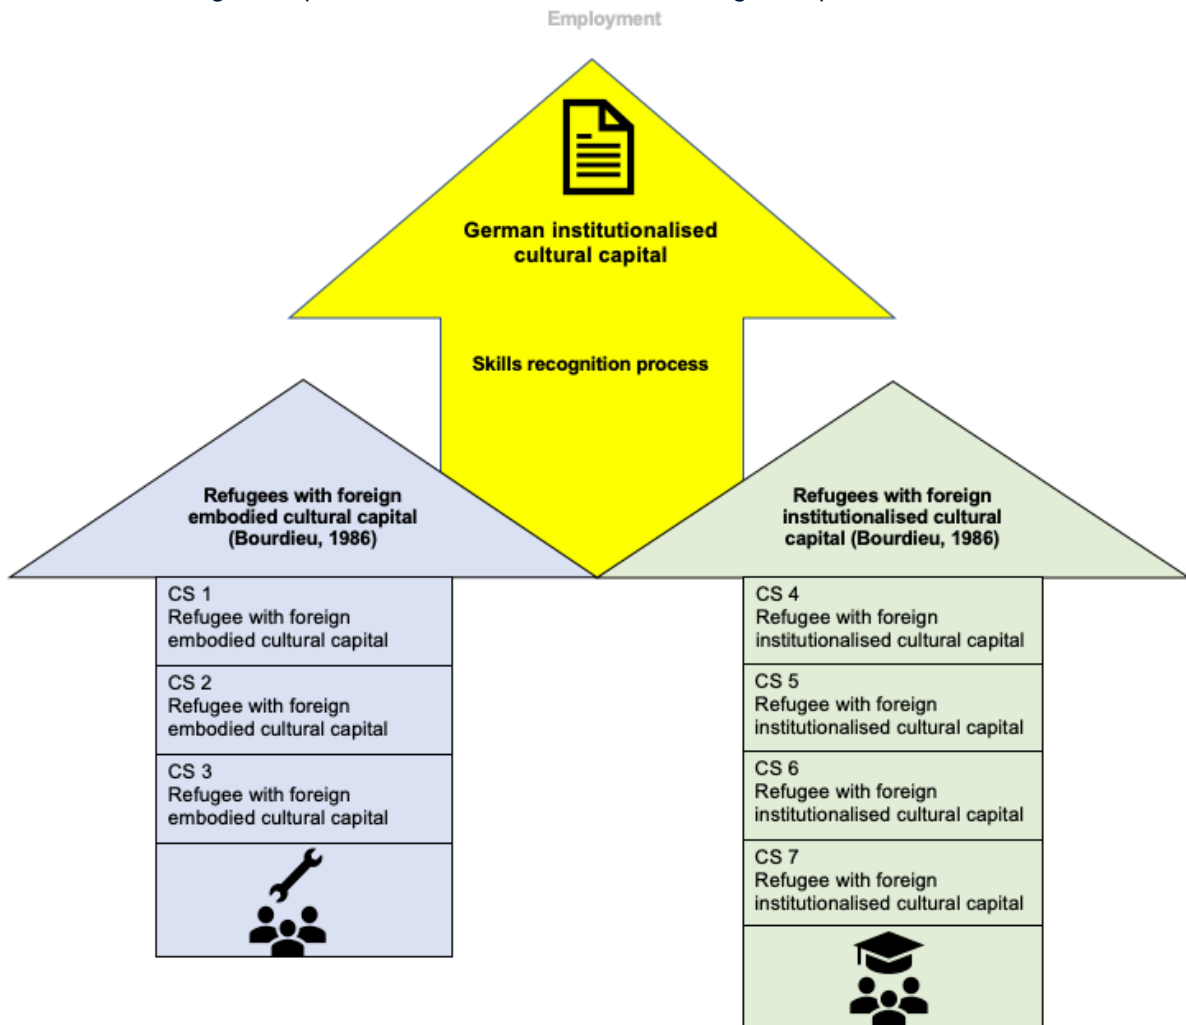 Employment
German institutionalised
cultural capital
Skills recognition process
Refugees with foreign
embodied cultural capital
(Bourdieu, 1986)
CS 1
Refugee with foreign
embodied cultural capital
CS 2
Refugee with foreign
embodied cultural capital
CS 3
Refugee with foreign
embodied cultural capital
Refugees with foreign
institutionalised cultural
capital (Bourdieu, 1986)
CS 4
Refugee with foreign
institutionalised cultural capital
CS 5
Refugee with foreign
institutionalised cultural capital
CS 6
Refugee with foreign
institutionalised cultural capital
CS 7
Refugee with foreign
institutionalised cultural capital